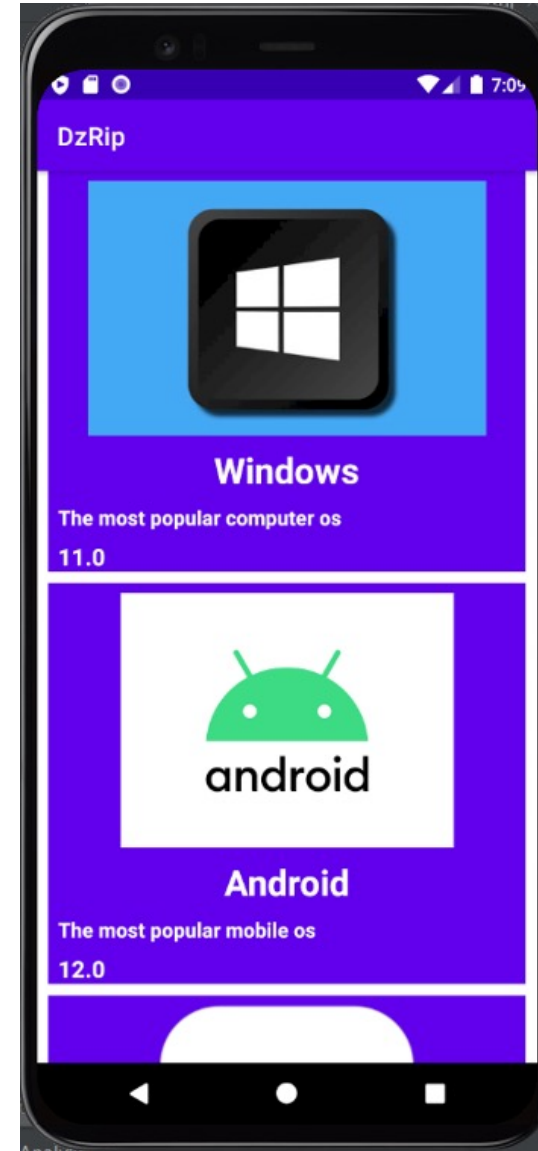 7:09
DzRip
Windows
The most popular computer os
11.0
android
Android
The most popular mobile os
12.0